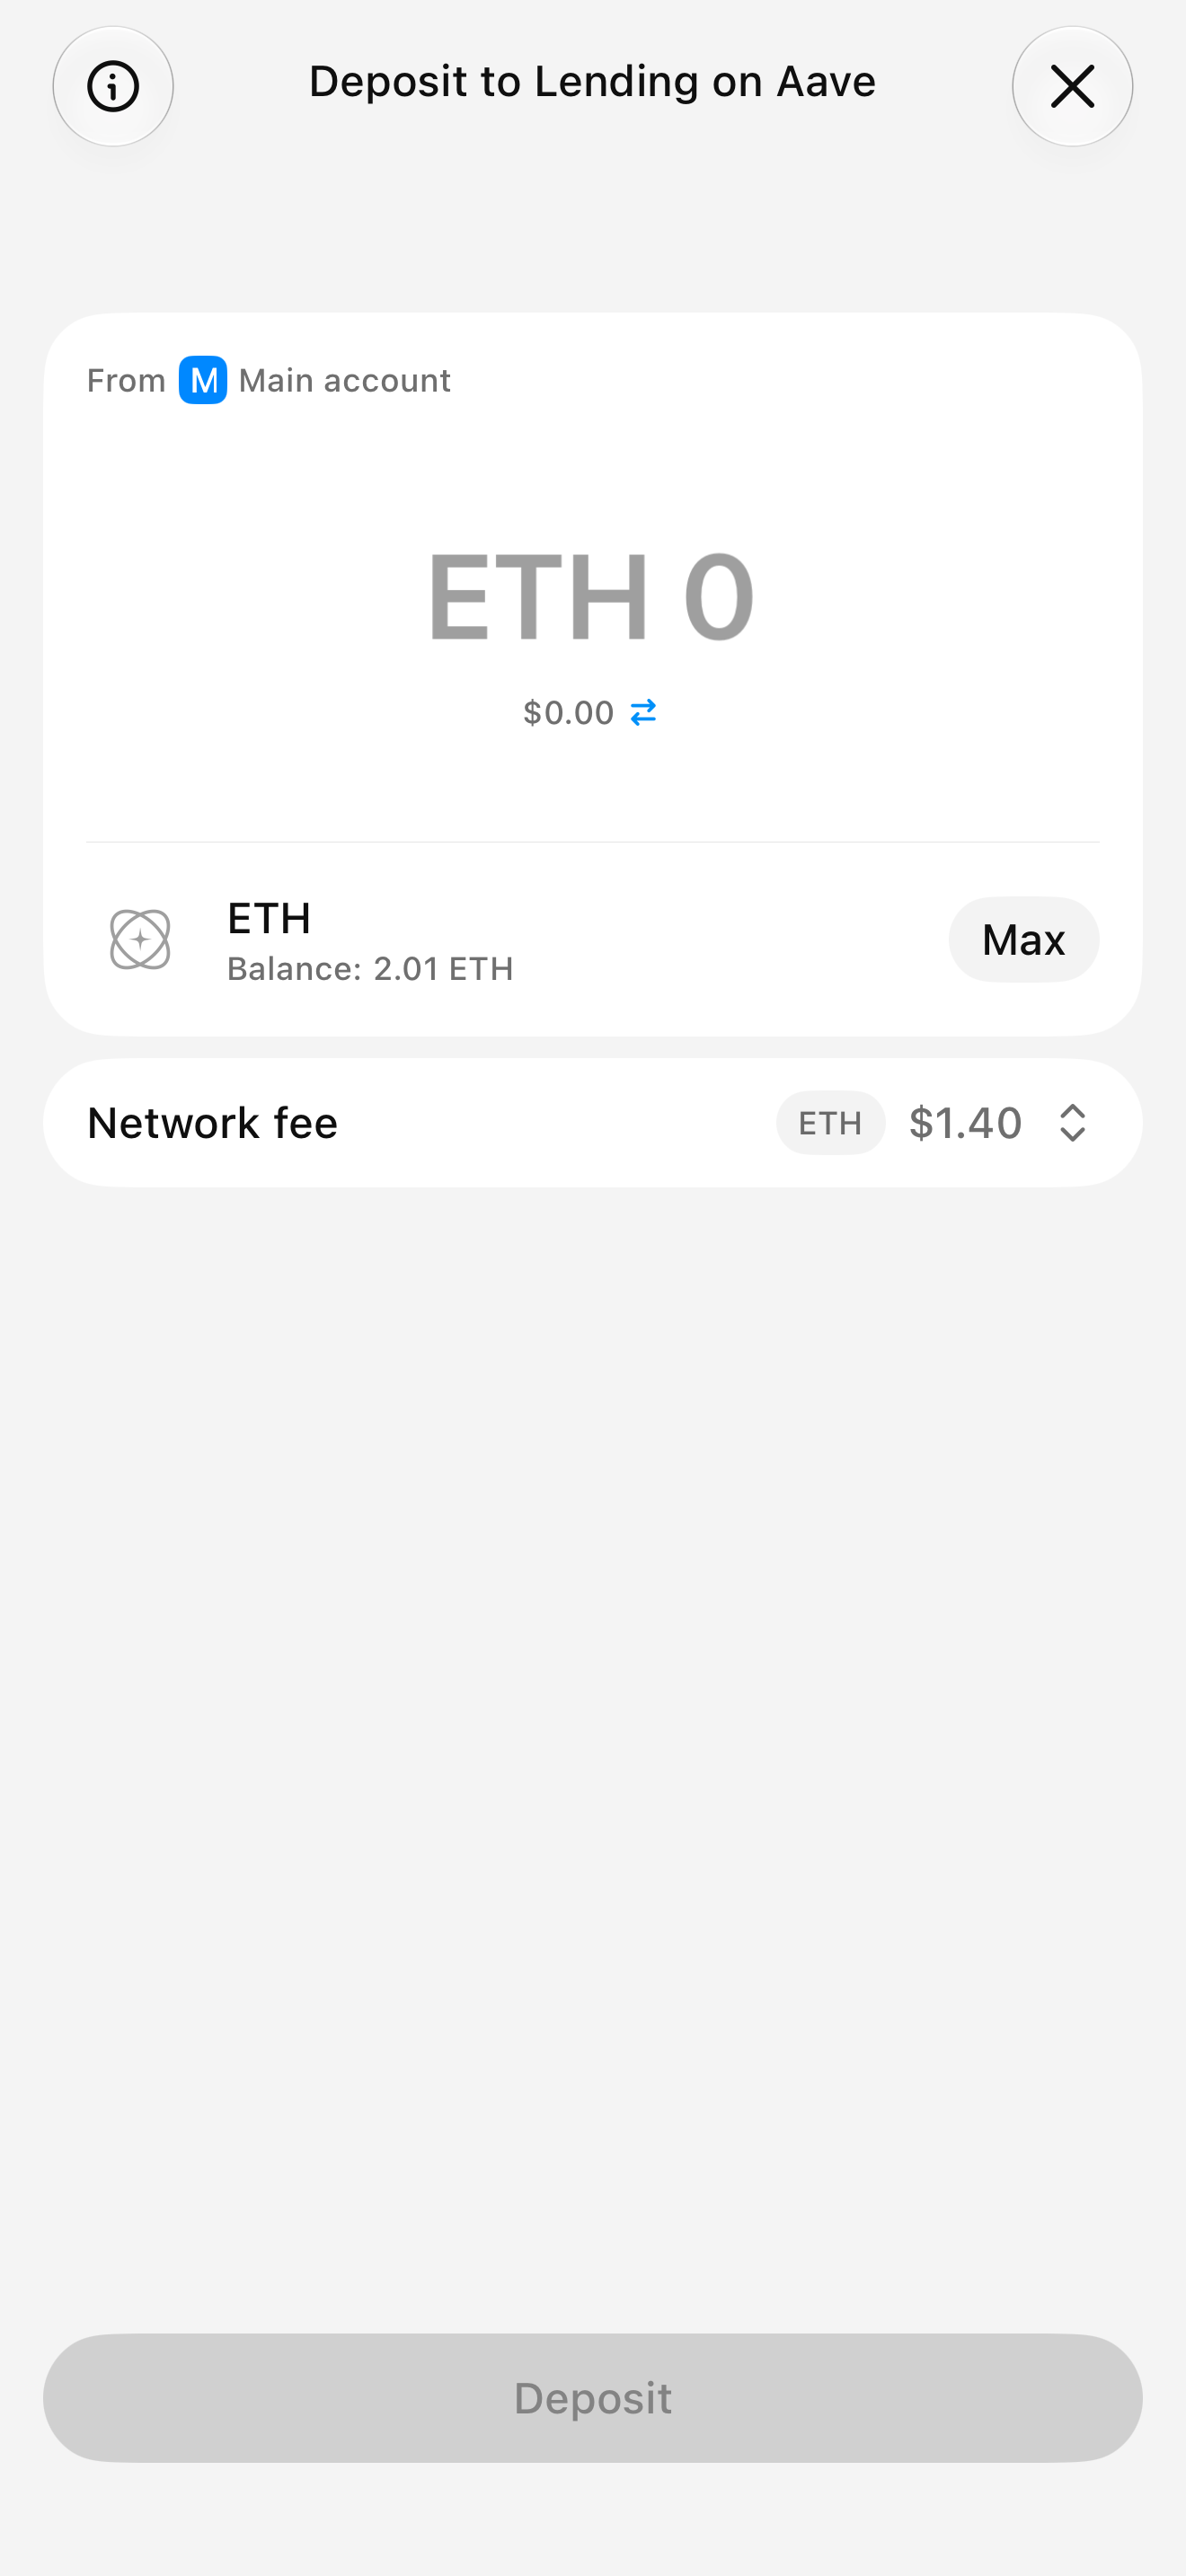 Deposit to Lending on Aave
From M Main account
ETH 0
$0.00
ETH
Balance: 2.01 ETH
Max
Network fee
ETH $1.40
Deposit